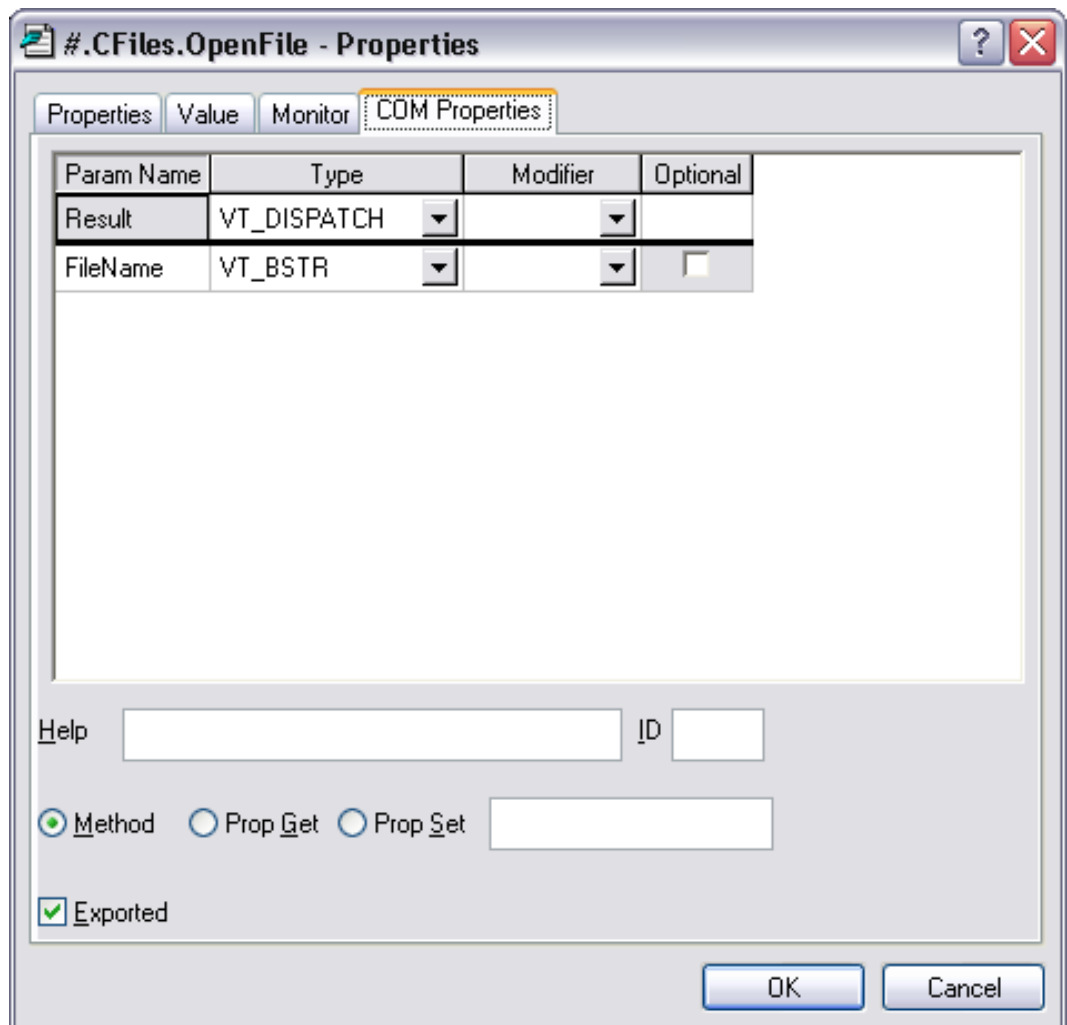 #.CFiles.OpenFile - Properties
Properties Value Monitor COM Properties
Param Name Type Modifier Optional
Result VT_DISPATCH
FileName VT_BSTR
Help ID
Method Prop Get Prop Set
Exported
OK Cancel